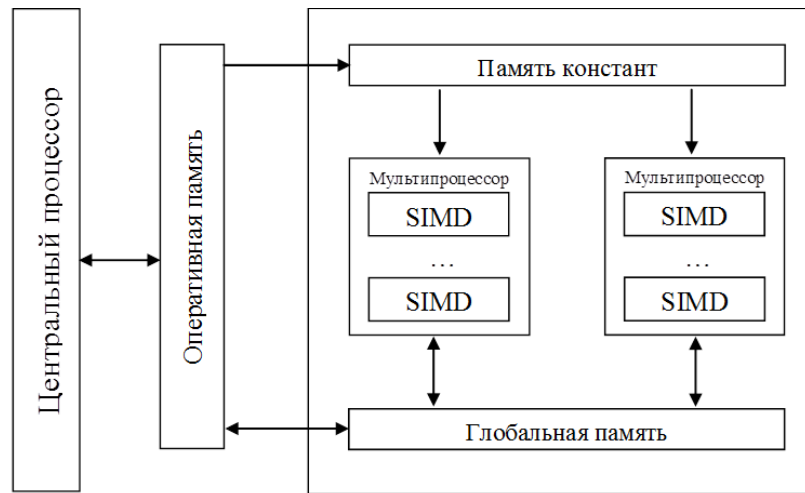 Центральный процессор
Оперативная память
Память констант
Мультипроцессор
SIMD
...
SIMD
Мультипроцессор
SIMD
...
SIMD
Глобальная память